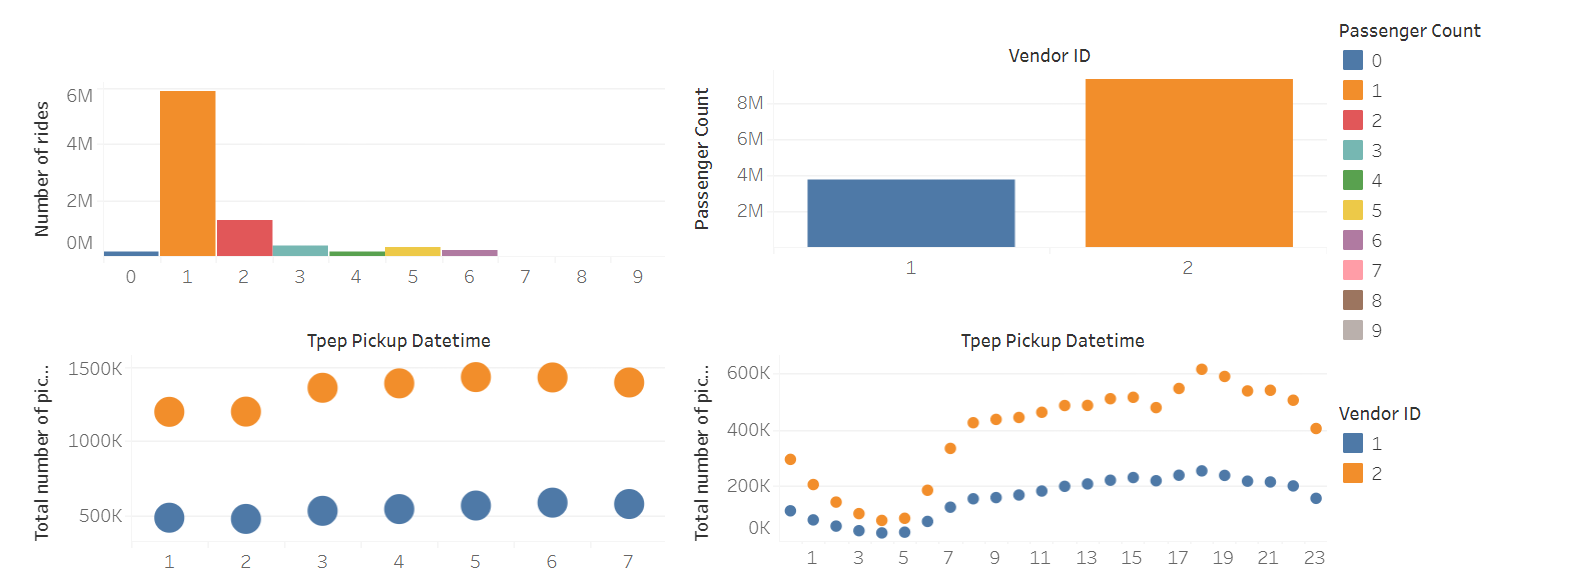 Number of rides
6M
4M
2M
0M
0 1 2 3 4 5 6 7 8 9
Vendor ID
Passenger Count
8M
6M
4M
2M
1 2
Passenger Count
0
1
2
3
4
5
6
7
8
9
Tpep Pickup Datetime
Total number of pic...
1500K
1000K
500K
1 2 3 4 5 6 7
Tpep Pickup Datetime
Total number of pic...
600K
400K
200K
0K
1 3 5 7 9 11 13 15 17 19 21 23
Vendor ID
1
2